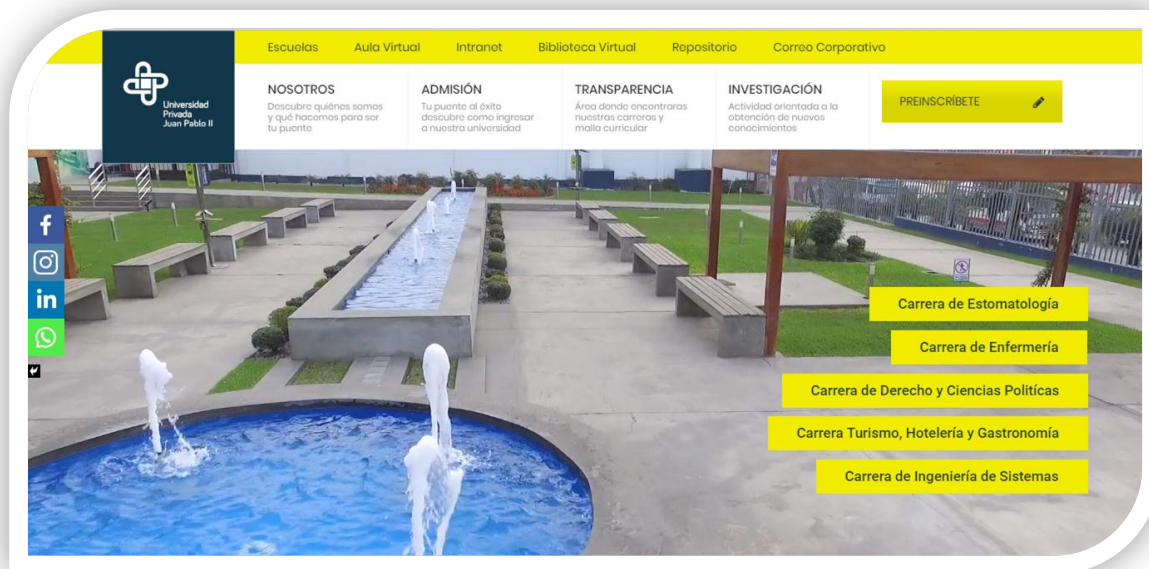 Escuelas
Aula Virtual
Intranet
Biblioteca Virtual
Repositorio
Correo Corporativo
Universidad
Privada
Juan Pablo II
NOSOTROS
Descubre quiénes somos
y qué hacemos para ser
tu puente
ADMISIÓN
Tu puente al éxito
descubre como ingresar
a nuestra universidad
TRANSPARENCIA
Área donde encontraras
nuestras carreras y
malla curricular
INVESTIGACIÓN
Actividad orientada a la
obtención de nuevos
conocimientos
PREINSCRÍBETE
Carrera de Estomatología
Carrera de Enfermería
Carrera de Derecho y Ciencias Politícas
Carrera Turismo, Hotelería y Gastronomía
Carrera de Ingeniería de Sistemas